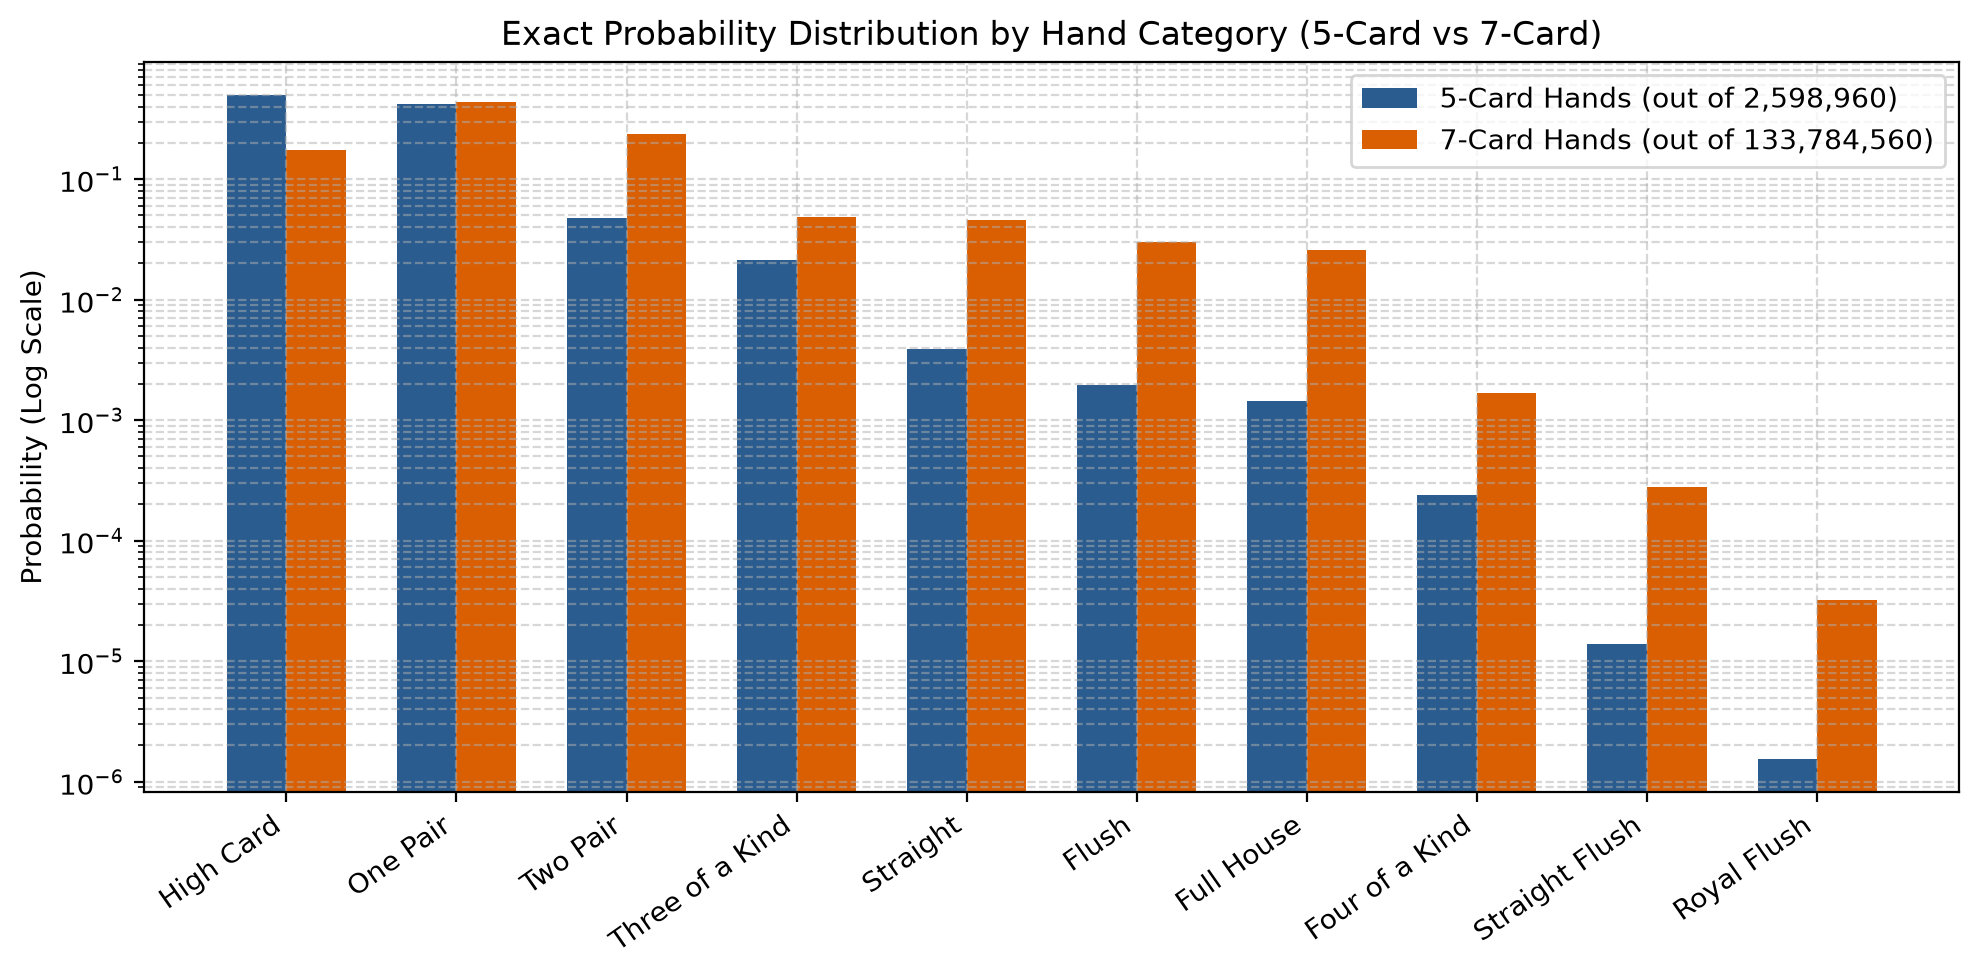 Exact Probability Distribution by Hand Category (5-Card vs 7-Card)
5-Card Hands (out of 2,598,960)
7-Card Hands (out of 133,784,560)
Probability (Log Scale)
10⁻¹
10⁻²
10⁻³
10⁻⁴
10⁻⁵
10⁻⁶
High Card
One Pair
Two Pair
Three of a Kind
Straight
Flush
Full House
Four of a Kind
Straight Flush
Royal Flush